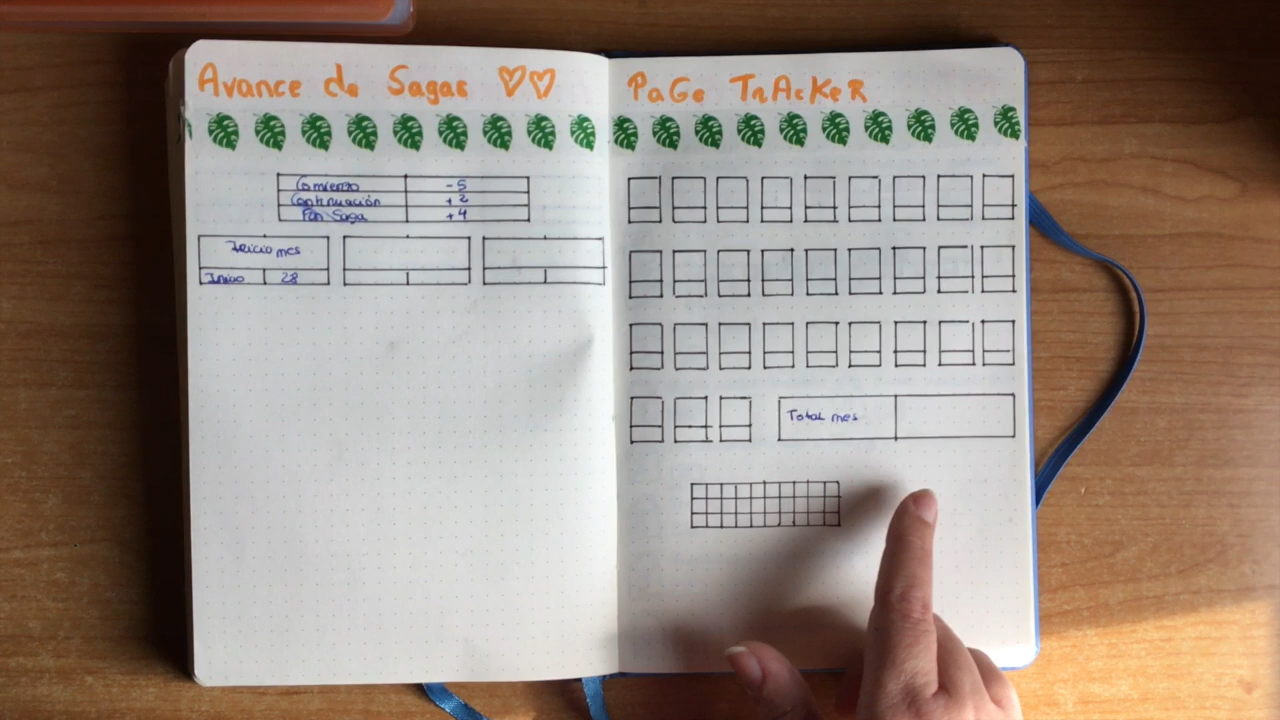 Avance de Sagas
Comienzo -5
Continuación +2
Fin Saga +4
Inicio mes
Inicio 28
PaGe TrAcKeR
Total mes